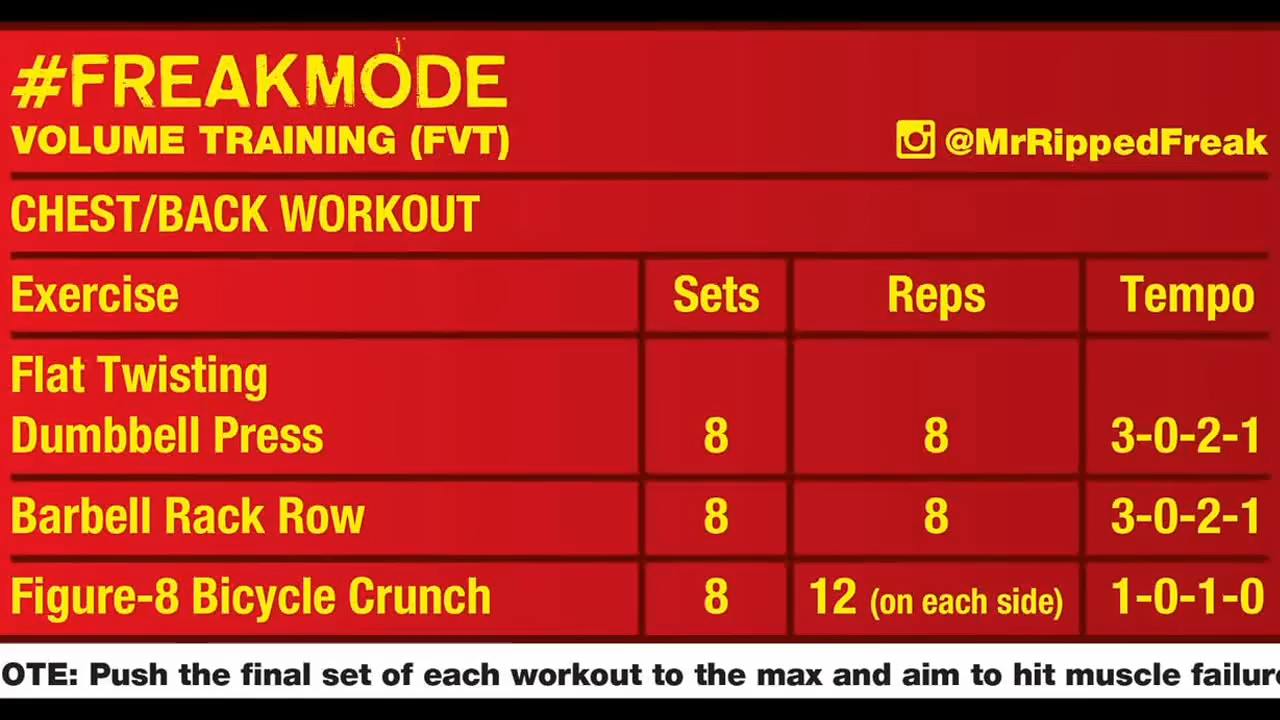 #FREAKMODE
VOLUME TRAINING (FVT)
@MrRippedFreak
CHEST/BACK WORKOUT
Exercise Sets Reps Tempo
Flat Twisting
Dumbbell Press 8 8 3-0-2-1
Barbell Rack Row 8 8 3-0-2-1
Figure-8 Bicycle Crunch 8 12 (on each side) 1-0-1-0
OTE: Push the final set of each workout to the max and aim to hit muscle failure